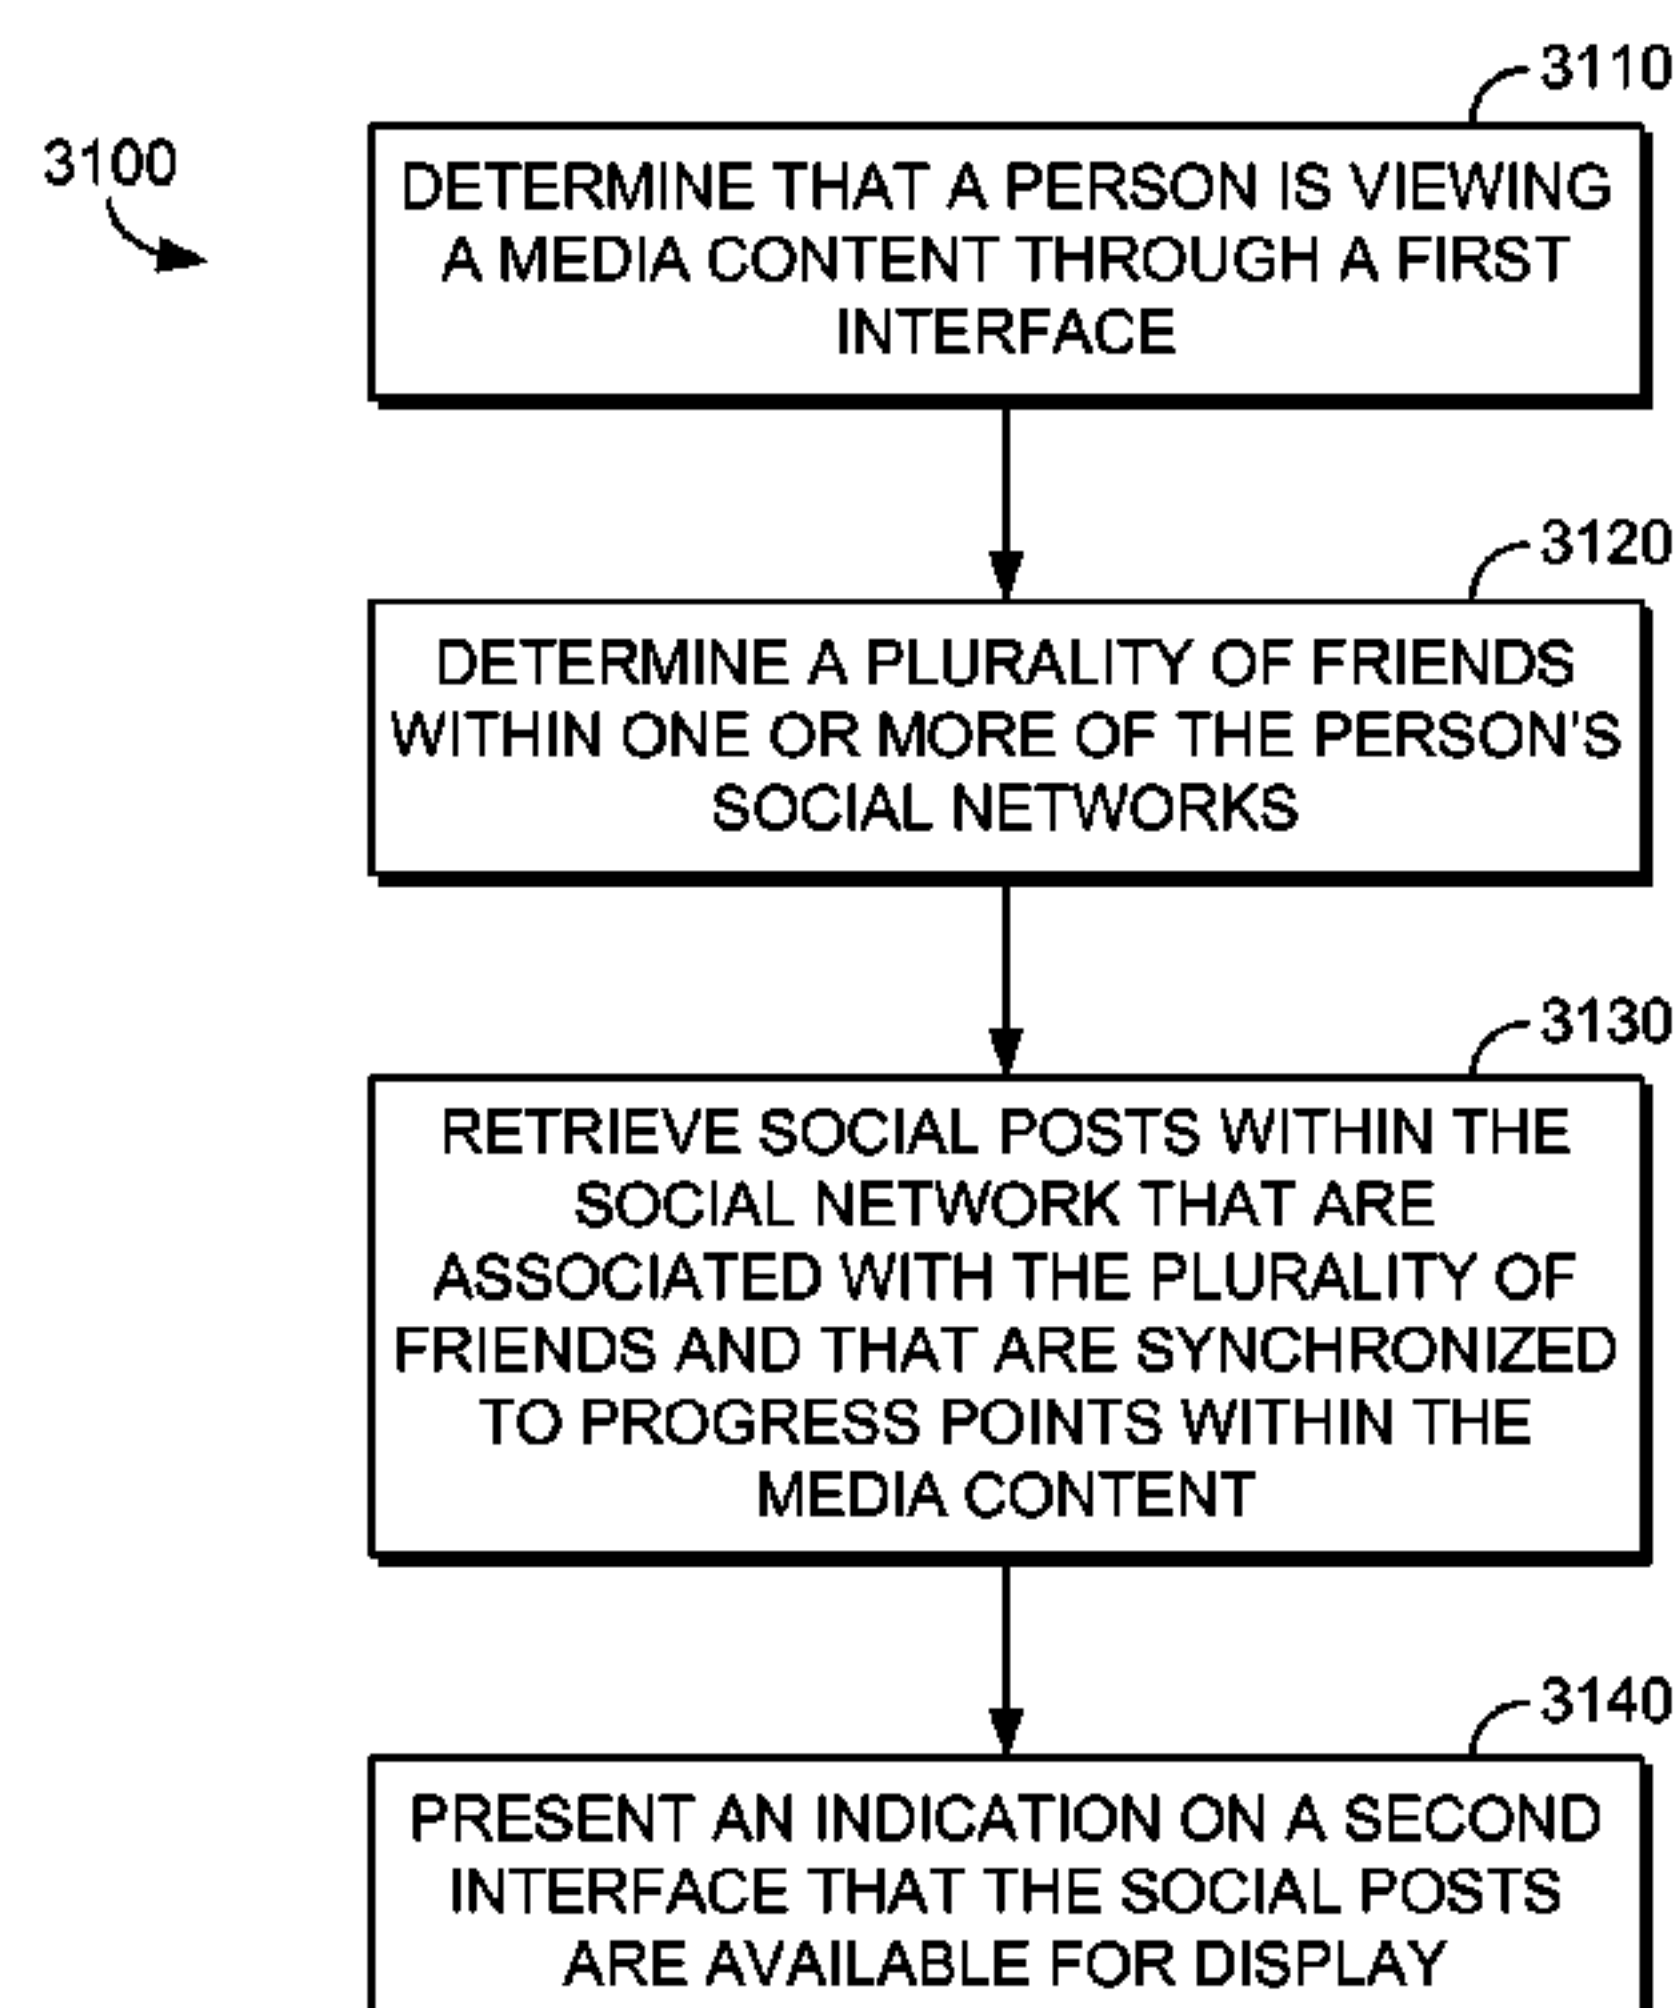 3110
3100
DETERMINE THAT A PERSON IS VIEWING
A MEDIA CONTENT THROUGH A FIRST
INTERFACE
3120
DETERMINE A PLURALITY OF FRIENDS
WITHIN ONE OR MORE OF THE PERSON'S
SOCIAL NETWORKS
3130
RETRIEVE SOCIAL POSTS WITHIN THE
SOCIAL NETWORK THAT ARE
ASSOCIATED WITH THE PLURALITY OF
FRIENDS AND THAT ARE SYNCHRONIZED
TO PROGRESS POINTS WITHIN THE
MEDIA CONTENT
3140
PRESENT AN INDICATION ON A SECOND
INTERFACE THAT THE SOCIAL POSTS
ARE AVAILABLE FOR DISPLAY